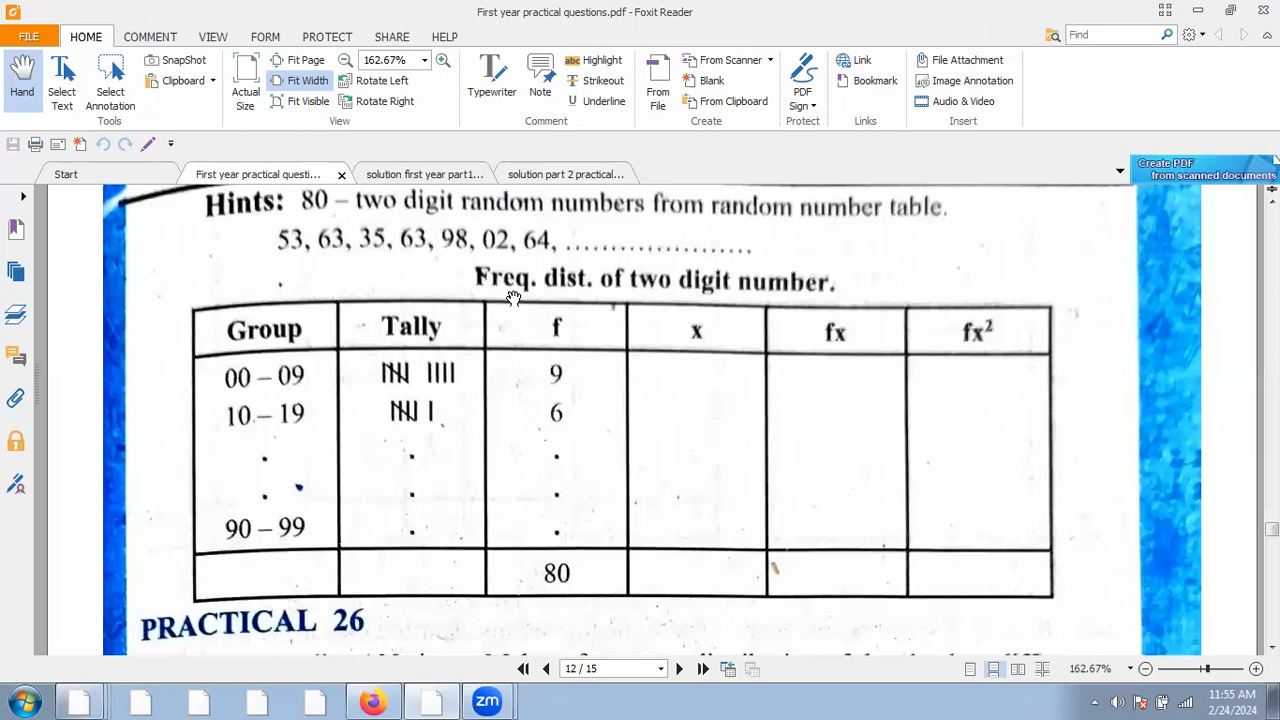 First year practical questions.pdf - Foxit Reader
FILE HOME COMMENT VIEW FORM PROTECT SHARE HELP
Find
SnapShot
Clipboard
Hand
Select Text
Select Annotation
Tools
Actual Size
Fit Page
Fit Width
Fit Visible
162.67%
Rotate Left
Rotate Right
View
Typewriter
Note
Highlight
Strikeout
Underline
Comment
From File
From Scanner
Blank
From Clipboard
Create
PDF Sign
Protect
Link
Bookmark
Links
File Attachment
Image Annotation
Audio & Video
Insert
Start
First year practical questi...
solution first year part1...
solution part 2 practical...
Create PDF
from scanned documents
Hints: 80 – two digit random numbers from random number table.
53, 63, 35, 63, 98, 02, 64, ......................
Freq. dist. of two digit number.
Group Tally f x fx fx²
00 – 09 9
10 – 19 6
90 – 99
80
PRACTICAL 26
12 / 15
162.67%
zm
11:55 AM
2/24/2024